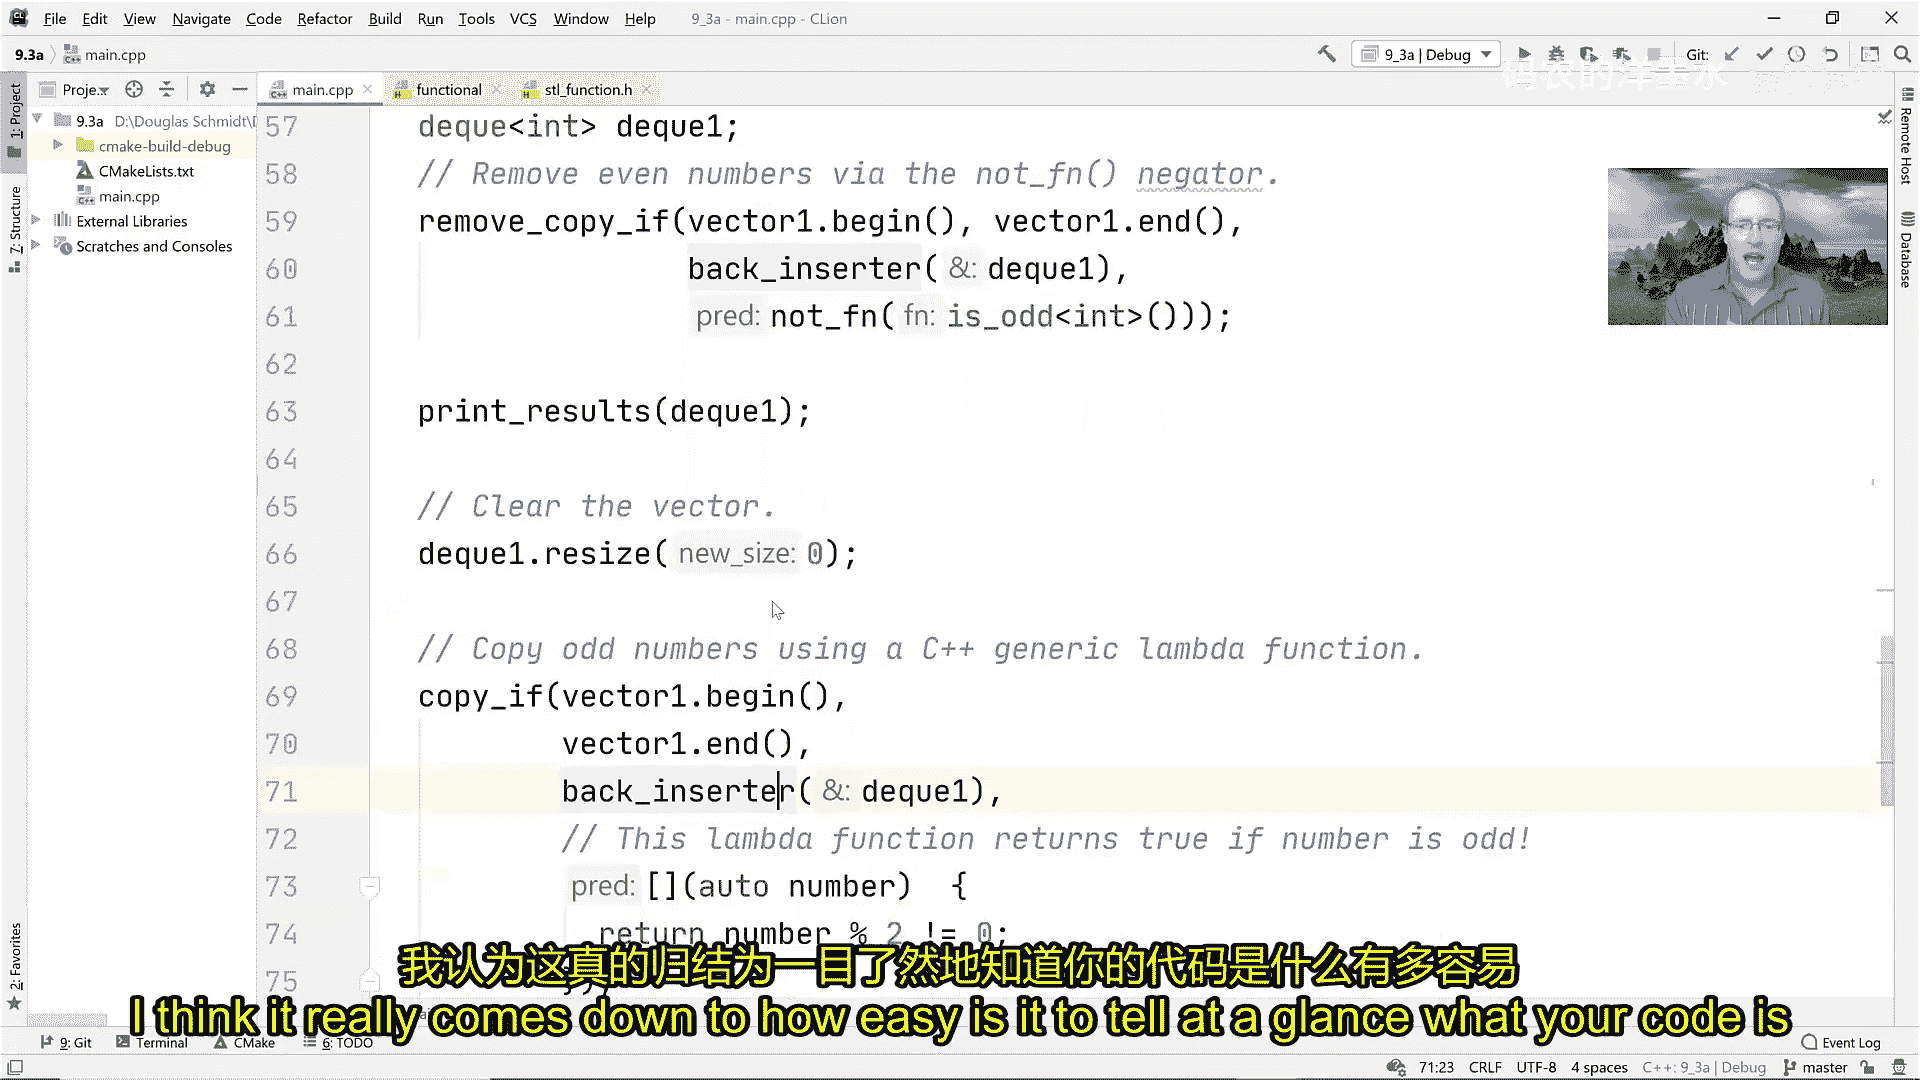 File Edit View Navigate Code Refactor Build Run Tools VCS Window Help 9_3a - main.cpp - CLion
9.3a main.cpp 9_3a | Debug Git:
码农的洋墨水
Proje... main.cpp functional stl_function.h
1: Project
7: Structure
2: Favorites
Remote Host
Database
9.3a D:\Douglas Schmidt\
cmake-build-debug
CMakeLists.txt
main.cpp
External Libraries
Scratches and Consoles
57 deque<int> deque1;
58 // Remove even numbers via the not_fn() negator.
59 remove_copy_if(vector1.begin(), vector1.end(),
60 back_inserter( &: deque1),
61 pred: not_fn( fn: is_odd<int>()));
62
63 print_results(deque1);
64
65 // Clear the vector.
66 deque1.resize( new_size: 0);
67
68 // Copy odd numbers using a C++ generic lambda function.
69 copy_if(vector1.begin(),
70 vector1.end(),
71 back_inserter( &: deque1),
72 // This lambda function returns true if number is odd!
73 pred: [](auto number) {
74 return number % 2 != 0;
75
我认为这真的归结为一目了然地知道你的代码是什么有多容易
I think it really comes down to how easy is it to tell at a glance what your code is
9: Git Terminal CMake 6: TODO Event Log
71:23 CRLF UTF-8 4 spaces C++: 9_3a | Debug master